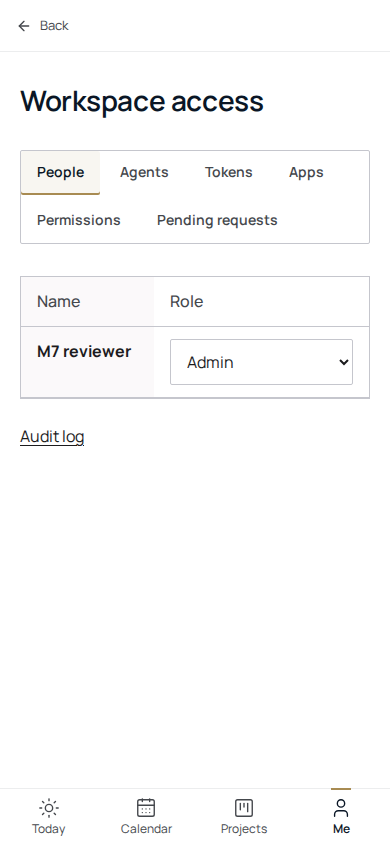 Back
Workspace access
People Agents Tokens Apps
Permissions Pending requests
Name Role
M7 reviewer Admin
Audit log
Today Calendar Projects Me